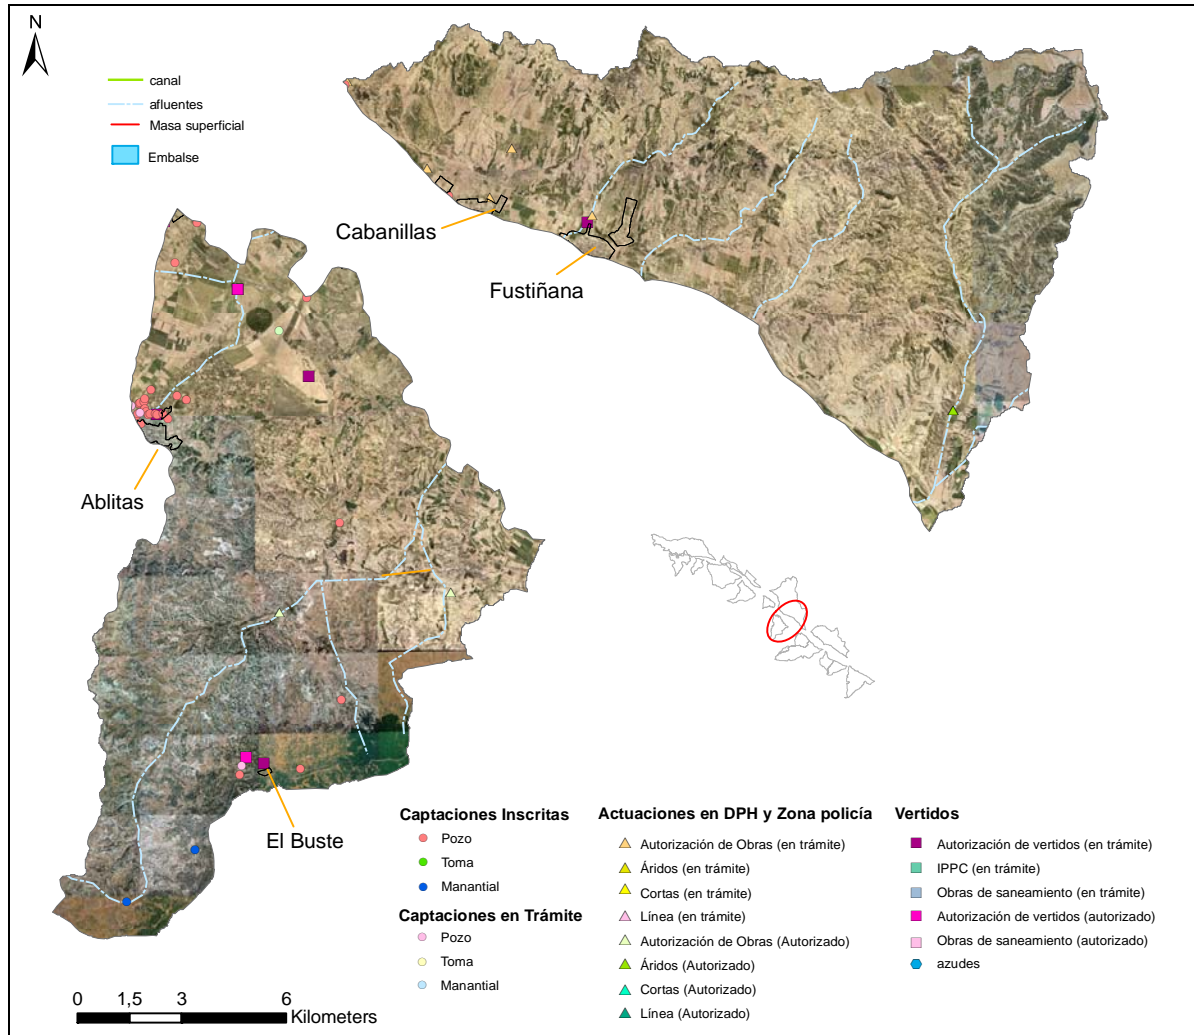 N
canal
afluentes
Masa superficial
Embalse
Cabanillas
Fustiñana
Ablitas
El Buste
Captaciones Inscritas
Pozo
Toma
Manantial
Captaciones en Trámite
Pozo
Toma
Manantial
Actuaciones en DPH y Zona policía
Autorización de Obras (en trámite)
Áridos (en trámite)
Cortas (en trámite)
Línea (en trámite)
Autorización de Obras (Autorizado)
Áridos (Autorizado)
Cortas (Autorizado)
Línea (Autorizado)
Vertidos
Autorización de vertidos (en trámite)
IPPC (en trámite)
Obras de saneamiento (en trámite)
Autorización de vertidos (autorizado)
Obras de saneamiento (autorizado)
azudes
0 1,5 3 6
Kilometers